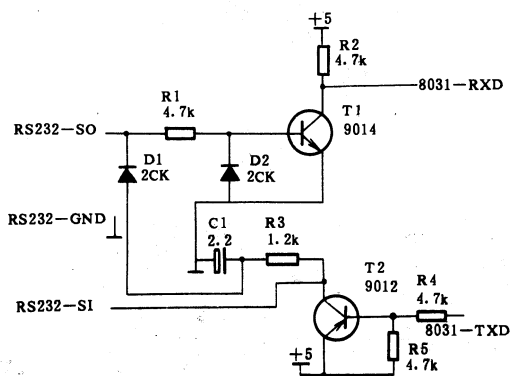 +5
R2
4.7k
8031-RXD
R1
4.7k
T1
9014
RS232-SO
D1
2CK
D2
2CK
RS232-GND
C1
2.2
R3
1.2k
T2
9012
R4
4.7k
RS232-SI
8031-TXD
+5
R5
4.7k